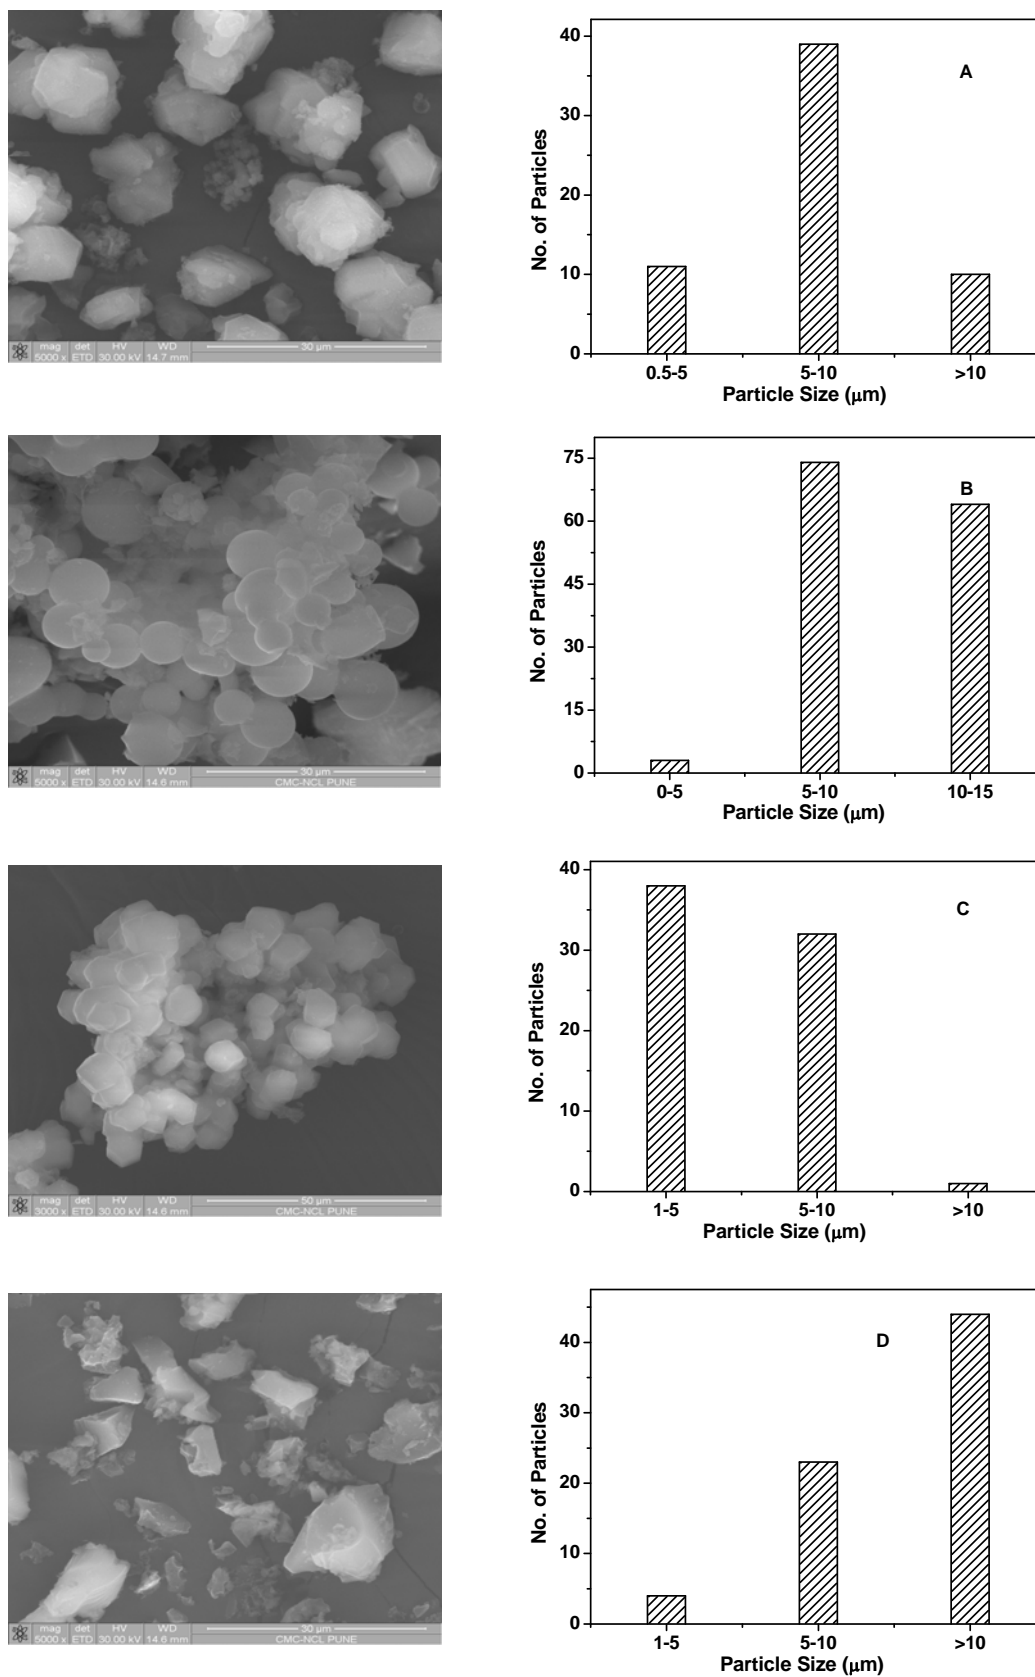 40
30
20
10
0
No. of Particles
A
0.5-5 5-10 >10
Particle Size (μm)
mag det HV WD
5000 x ETD 30.00 kV 14.7 mm
30 µm
75
60
45
30
15
0
No. of Particles
B
0-5 5-10 10-15
Particle Size (μm)
mag det HV WD
5000 x ETD 30.00 kV 14.6 mm
30 µm
CMC-NCL PUNE
40
30
20
10
0
No. of Particles
C
1-5 5-10 >10
Particle Size (μm)
mag det HV WD
3000 x ETD 30.00 kV 14.6 mm
50 µm
CMC-NCL PUNE
40
30
20
10
0
No. of Particles
D
1-5 5-10 >10
Particle Size (μm)
mag det HV WD
5000 x ETD 30.00 kV 14.6 mm
30 µm
CMC-NCL PUNE